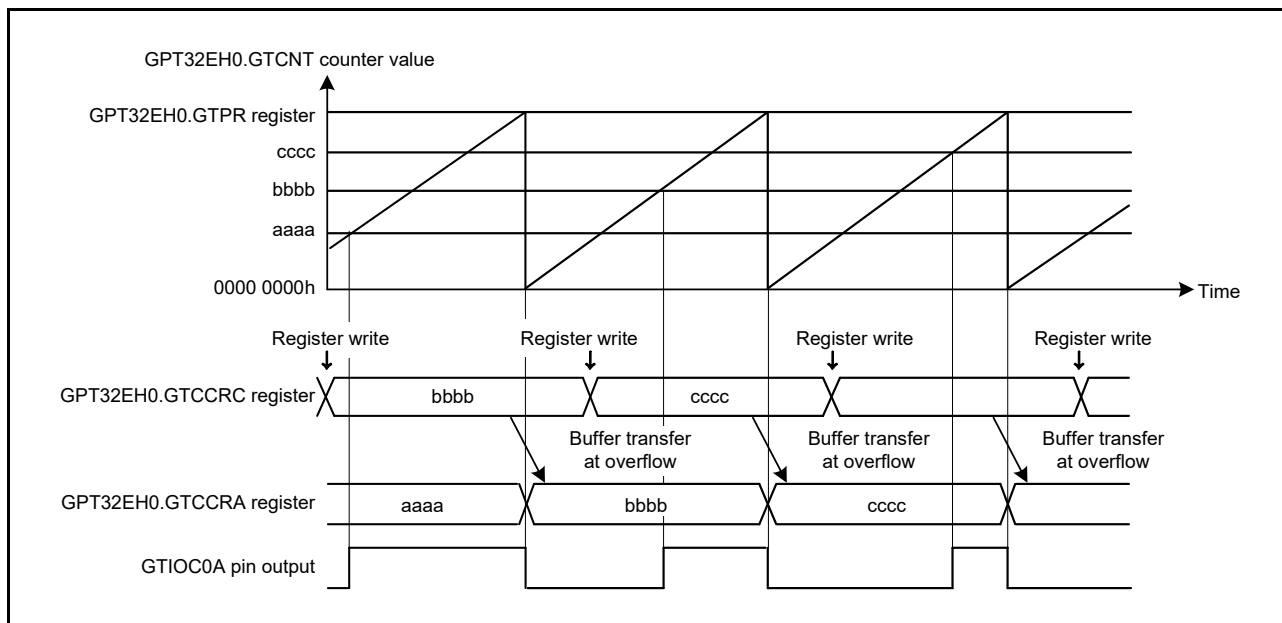 GPT32EH0.GTCNT counter value
GPT32EH0.GTPR register
cccc
bbbb
aaaa
0000 0000h
Time
Register write
Register write
Register write
Register write
GPT32EH0.GTCCRC register
bbbb
cccc
Buffer transfer
at overflow
Buffer transfer
at overflow
Buffer transfer
at overflow
GPT32EH0.GTCCRA register
aaaa
bbbb
cccc
GTIOC0A pin output